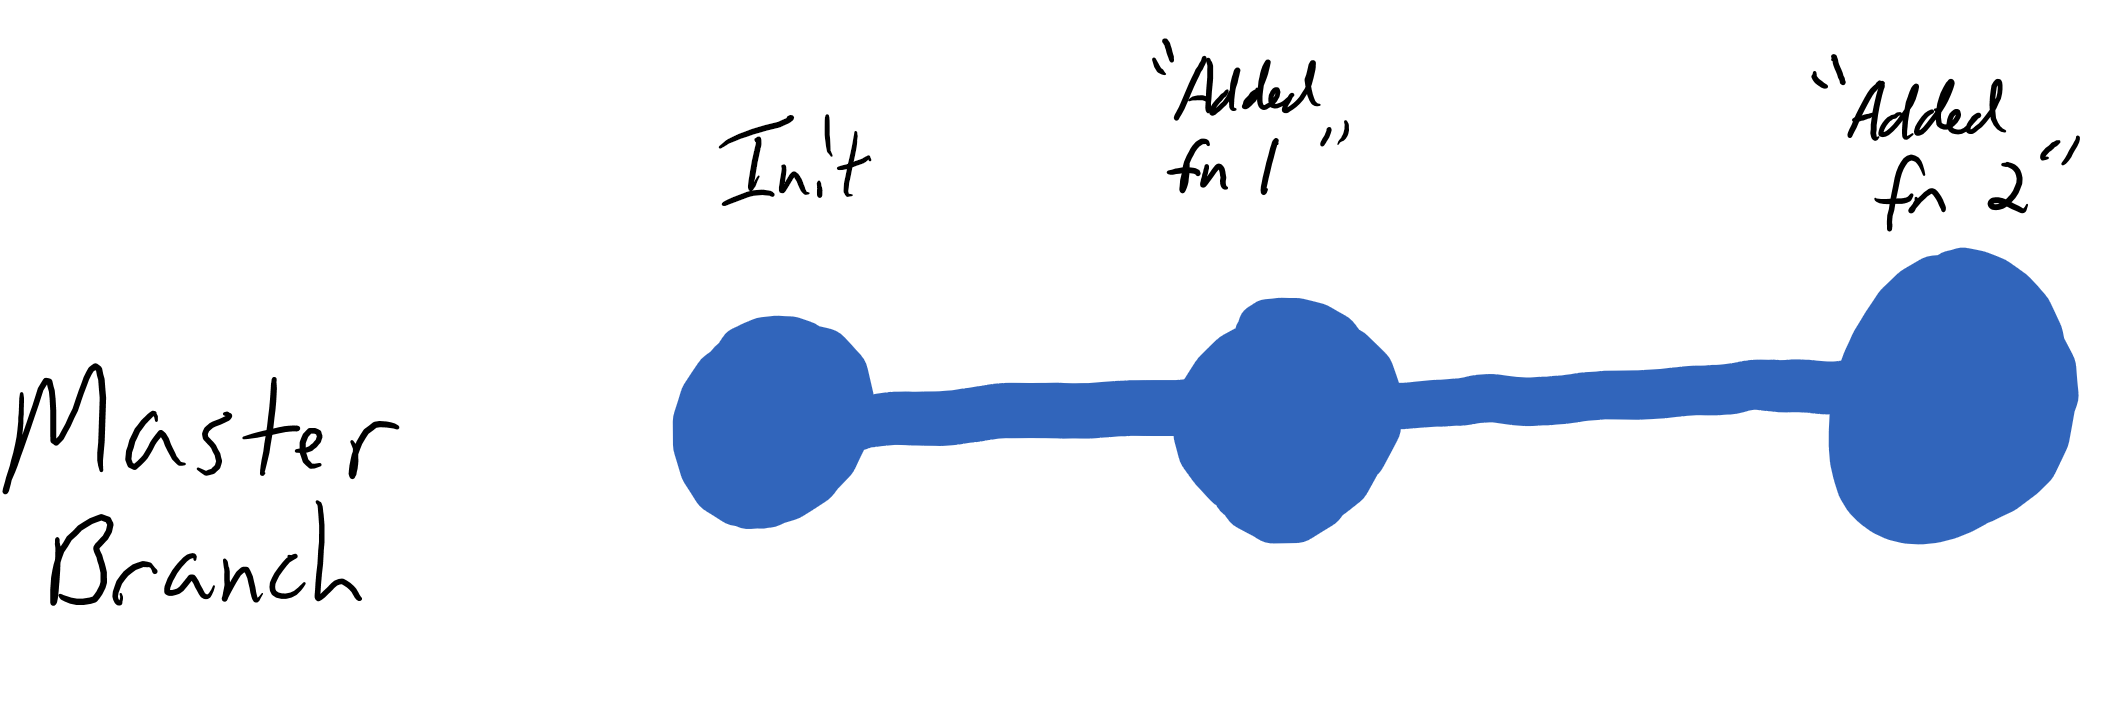 Init
“Added
fn 1”
“Added
fn 2”
Master
Branch